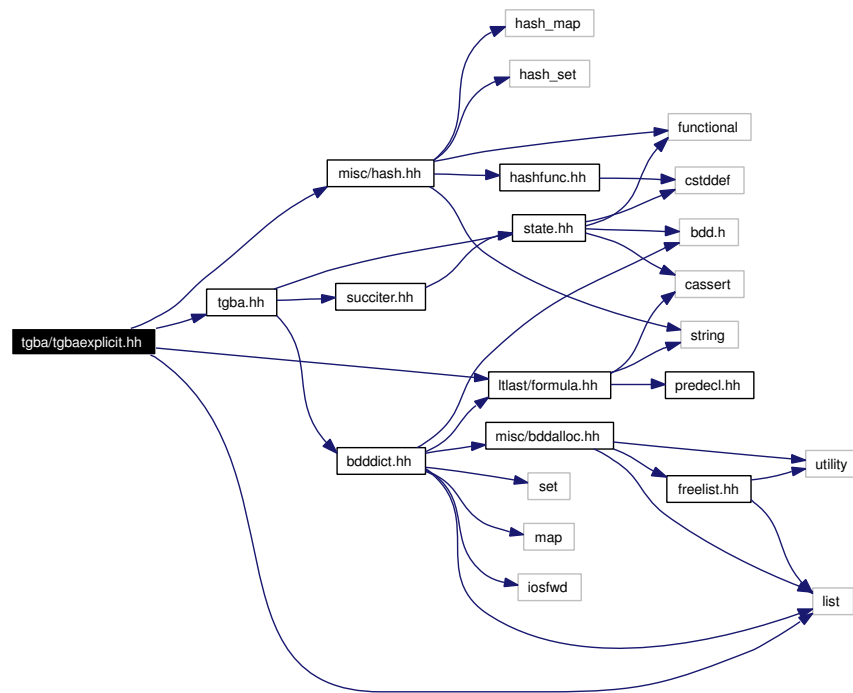 hash_map
hash_set
functional
misc/hash.hh
hashfunc.hh
cstddef
state.hh
bdd.h
cassert
tgba.hh
succiter.hh
string
tgba/tgbaexplicit.hh
ltlast/formula.hh
predecl.hh
misc/bddalloc.hh
bdddict.hh
utility
set
freelist.hh
map
iosfwd
list